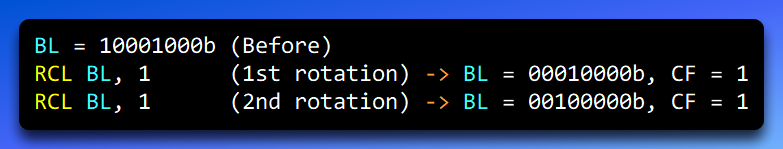 BL = 10001000b (Before)
RCL BL, 1      (1st rotation) -> BL = 00010000b, CF = 1
RCL BL, 1      (2nd rotation) -> BL = 00100000b, CF = 1